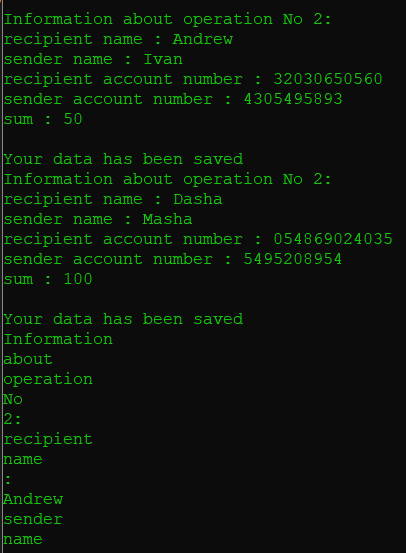 Information about operation No 2:
recipient name : Andrew
sender name : Ivan
recipient account number : 32030650560
sender account number : 4305495893
sum : 50
Your data has been saved
Information about operation No 2:
recipient name : Dasha
sender name : Masha
recipient account number : 054869024035
sender account number : 5495208954
sum : 100
Your data has been saved
Information
about
operation
No
2:
recipient
name
:
Andrew
sender
name